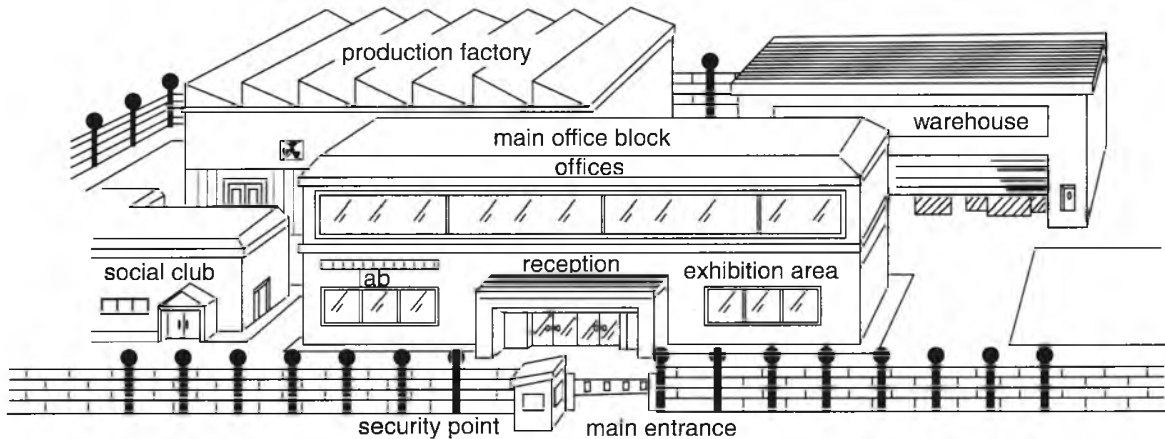 production factory
warehouse
main office block
offices
social club
reception
exhibition area
ab
security point
main entrance